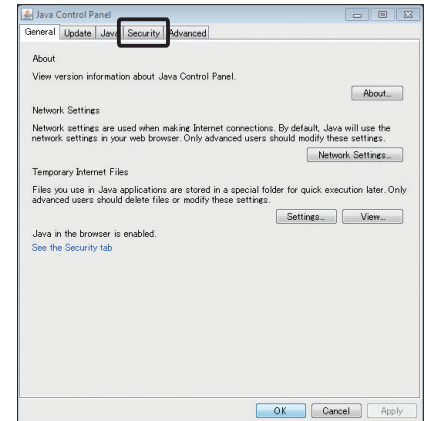 Java Control Panel
General Update Java Security Advanced
About
View version information about Java Control Panel.
About...
Network Settings
Network settings are used when making Internet connections. By default, Java will use the
network settings in your web browser. Only advanced users should modify these settings.
Network Settings...
Temporary Internet Files
Files you use in Java applications are stored in a special folder for quick execution later. Only
advanced users should delete files or modify these settings.
Settings... View...
Java in the browser is enabled.
See the Security tab
OK Cancel Apply